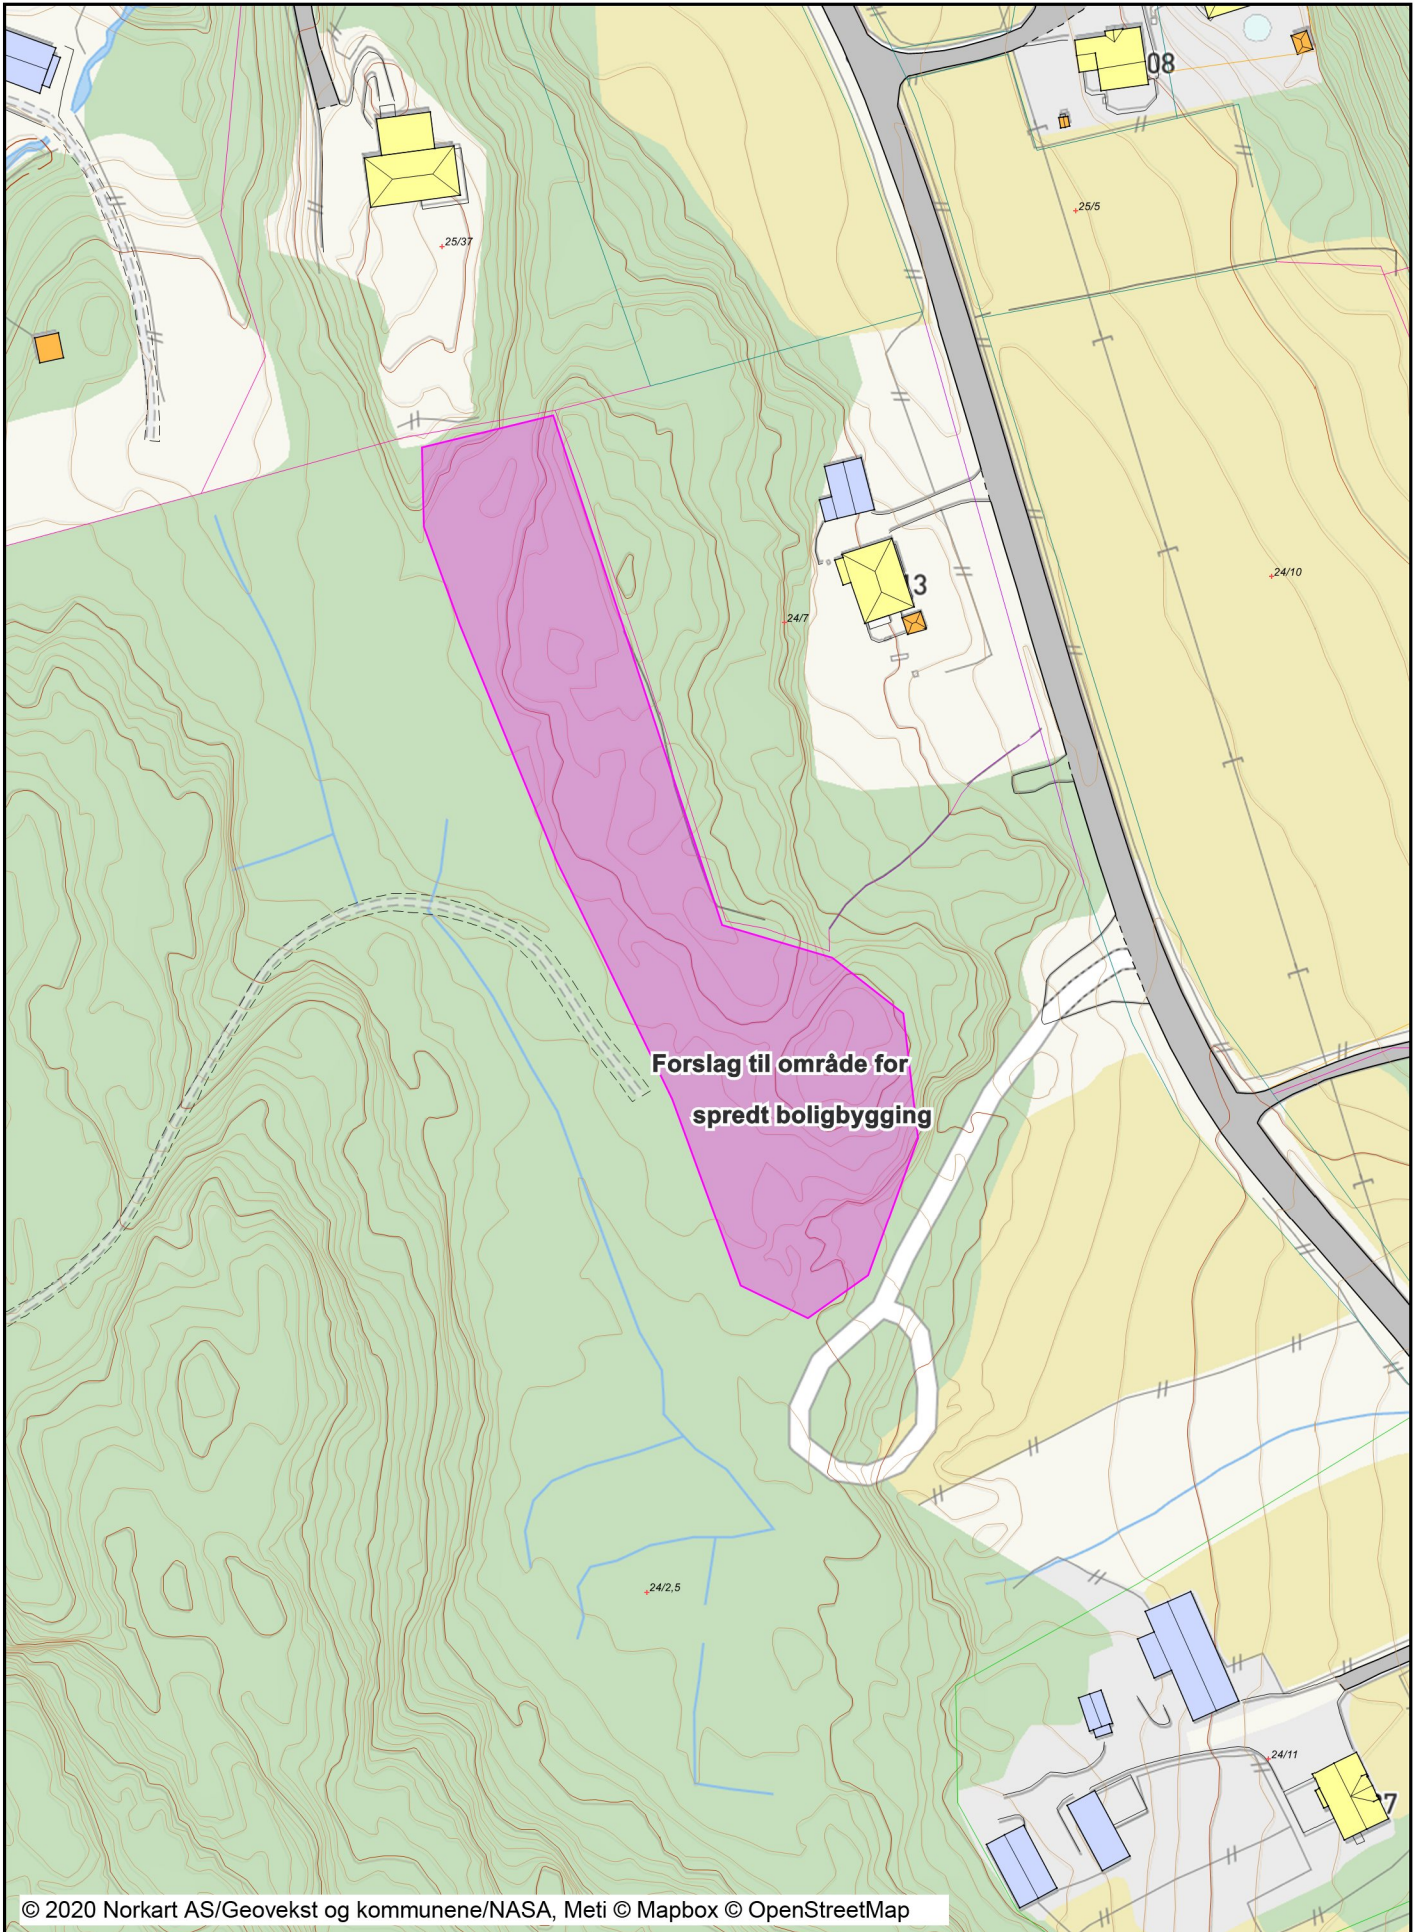 08
25/5
25/37
24/10
13
24/7
Forslag til område for
spredt boligbygging
24/2,5
24/11
© 2020 Norkart AS/Geovekst og kommunene/NASA, Meti © Mapbox © OpenStreetMap